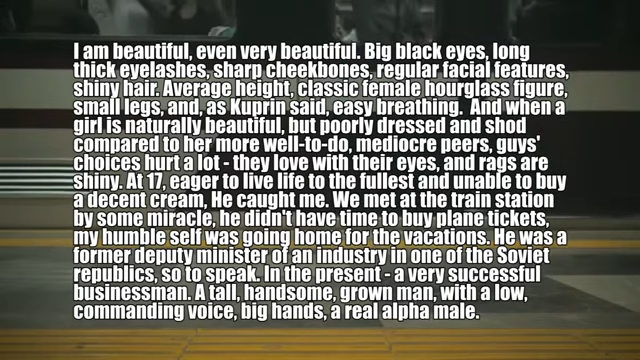 I am beautiful, even very beautiful. Big black eyes, long
thick eyelashes, sharp cheekbones, regular facial features,
shiny hair. Average height, classic female hourglass figure,
small legs, and, as Kuprin said, easy breathing.  And when a
girl is naturally beautiful, but poorly dressed and shod
compared to her more well-to-do, mediocre peers, guys'
choices hurt a lot - they love with their eyes, and rags are
shiny. At 17, eager to live life to the fullest and unable to buy
a decent cream, He caught me. We met at the train station
by some miracle, he didn't have time to buy plane tickets,
my humble self was going home for the vacations. He was a
former deputy minister of an industry in one of the Soviet
republics, so to speak. In the present - a very successful
businessman. A tall, handsome, grown man, with a low,
commanding voice, big hands, a real alpha male.